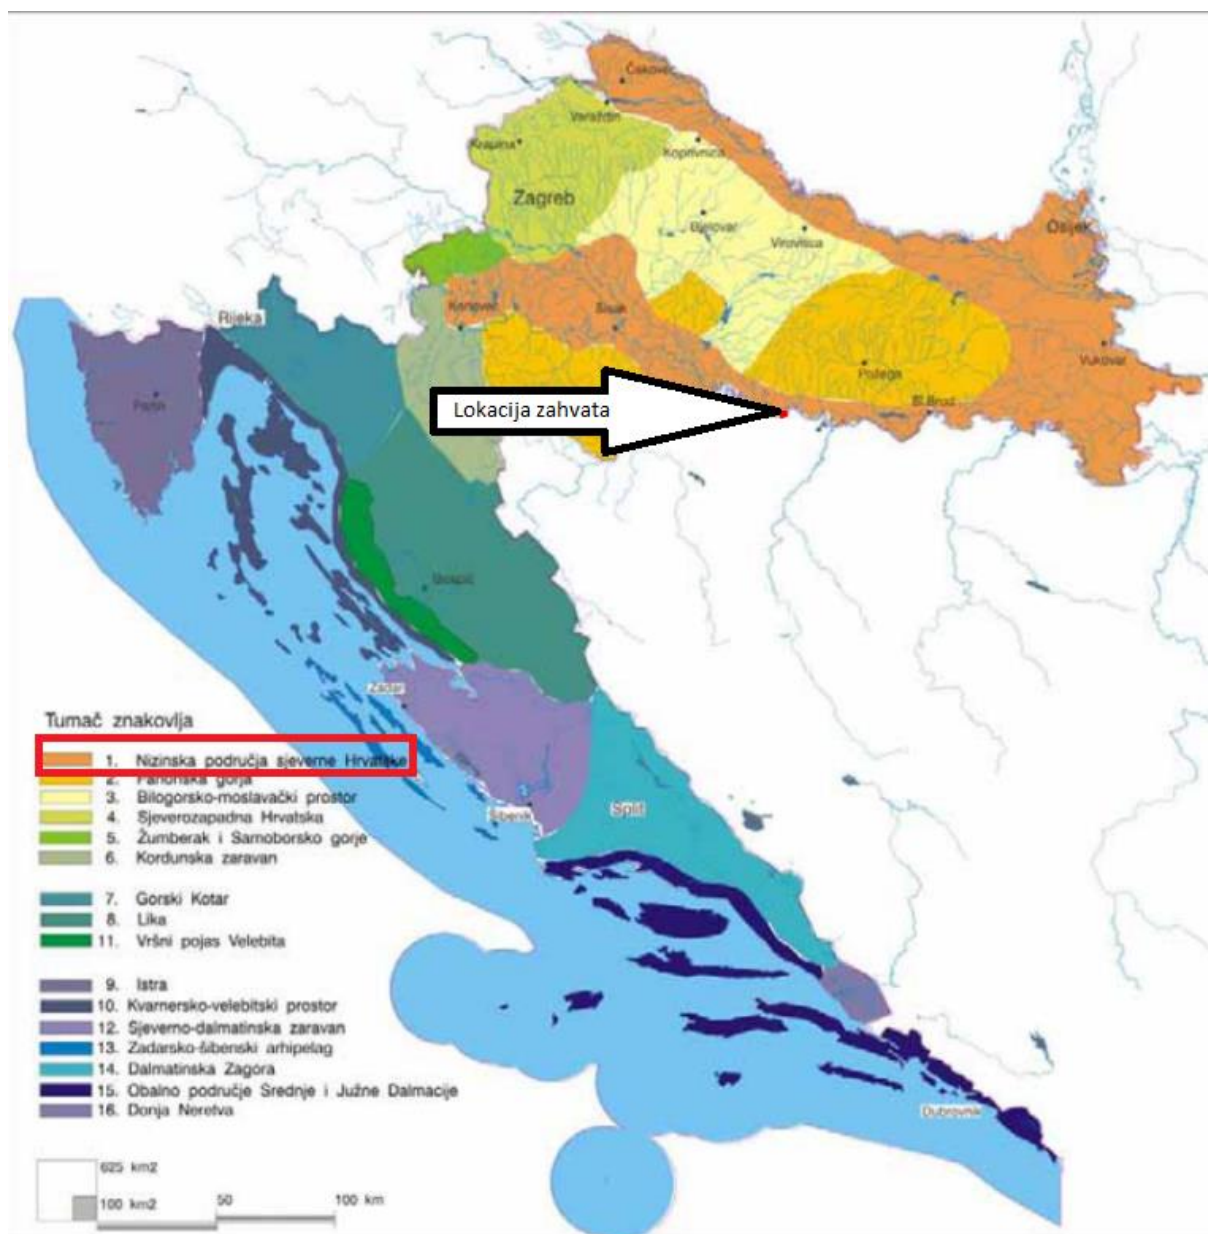 Čakovec
Varaždin
Krapina
Koprivnica
Zagreb
Bjelovar
Virovitica
Osijek
Karlovac
Sisak
Rijeka
Vukovar
Požega
Pazin
Sl.Brod
Lokacija zahvata
Gospić
Zadar
Tumač znakovlja
1. Nizinska područja sjeverne Hrvatske
2. Panonska gorja
3. Bilogorsko-moslavački prostor
Split
Šibenik
4. Sjeverozapadna Hrvatska
5. Žumberak i Samoborsko gorje
6. Kordunska zaravan
7. Gorski Kotar
8. Lika
11. Vršni pojas Velebita
9. Istra
10. Kvarnersko-velebitski prostor
12. Sjeverno-dalmatinska zaravan
13. Zadarsko-šibenski arhipelag
14. Dalmatinska Zagora
15. Obalno područje Srednje i Južne Dalmacije
16. Donja Neretva
Dubrovnik
625 km2
100 km2
50
100 km